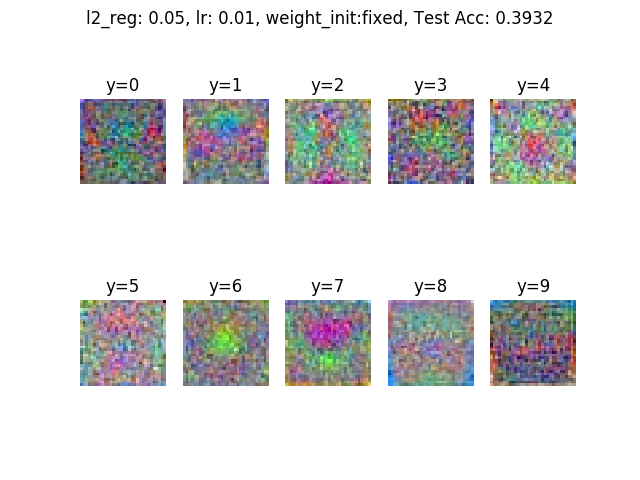 l2_reg: 0.05, lr: 0.01, weight_init:fixed, Test Acc: 0.3932
y=0 y=1 y=2 y=3 y=4
y=5 y=6 y=7 y=8 y=9